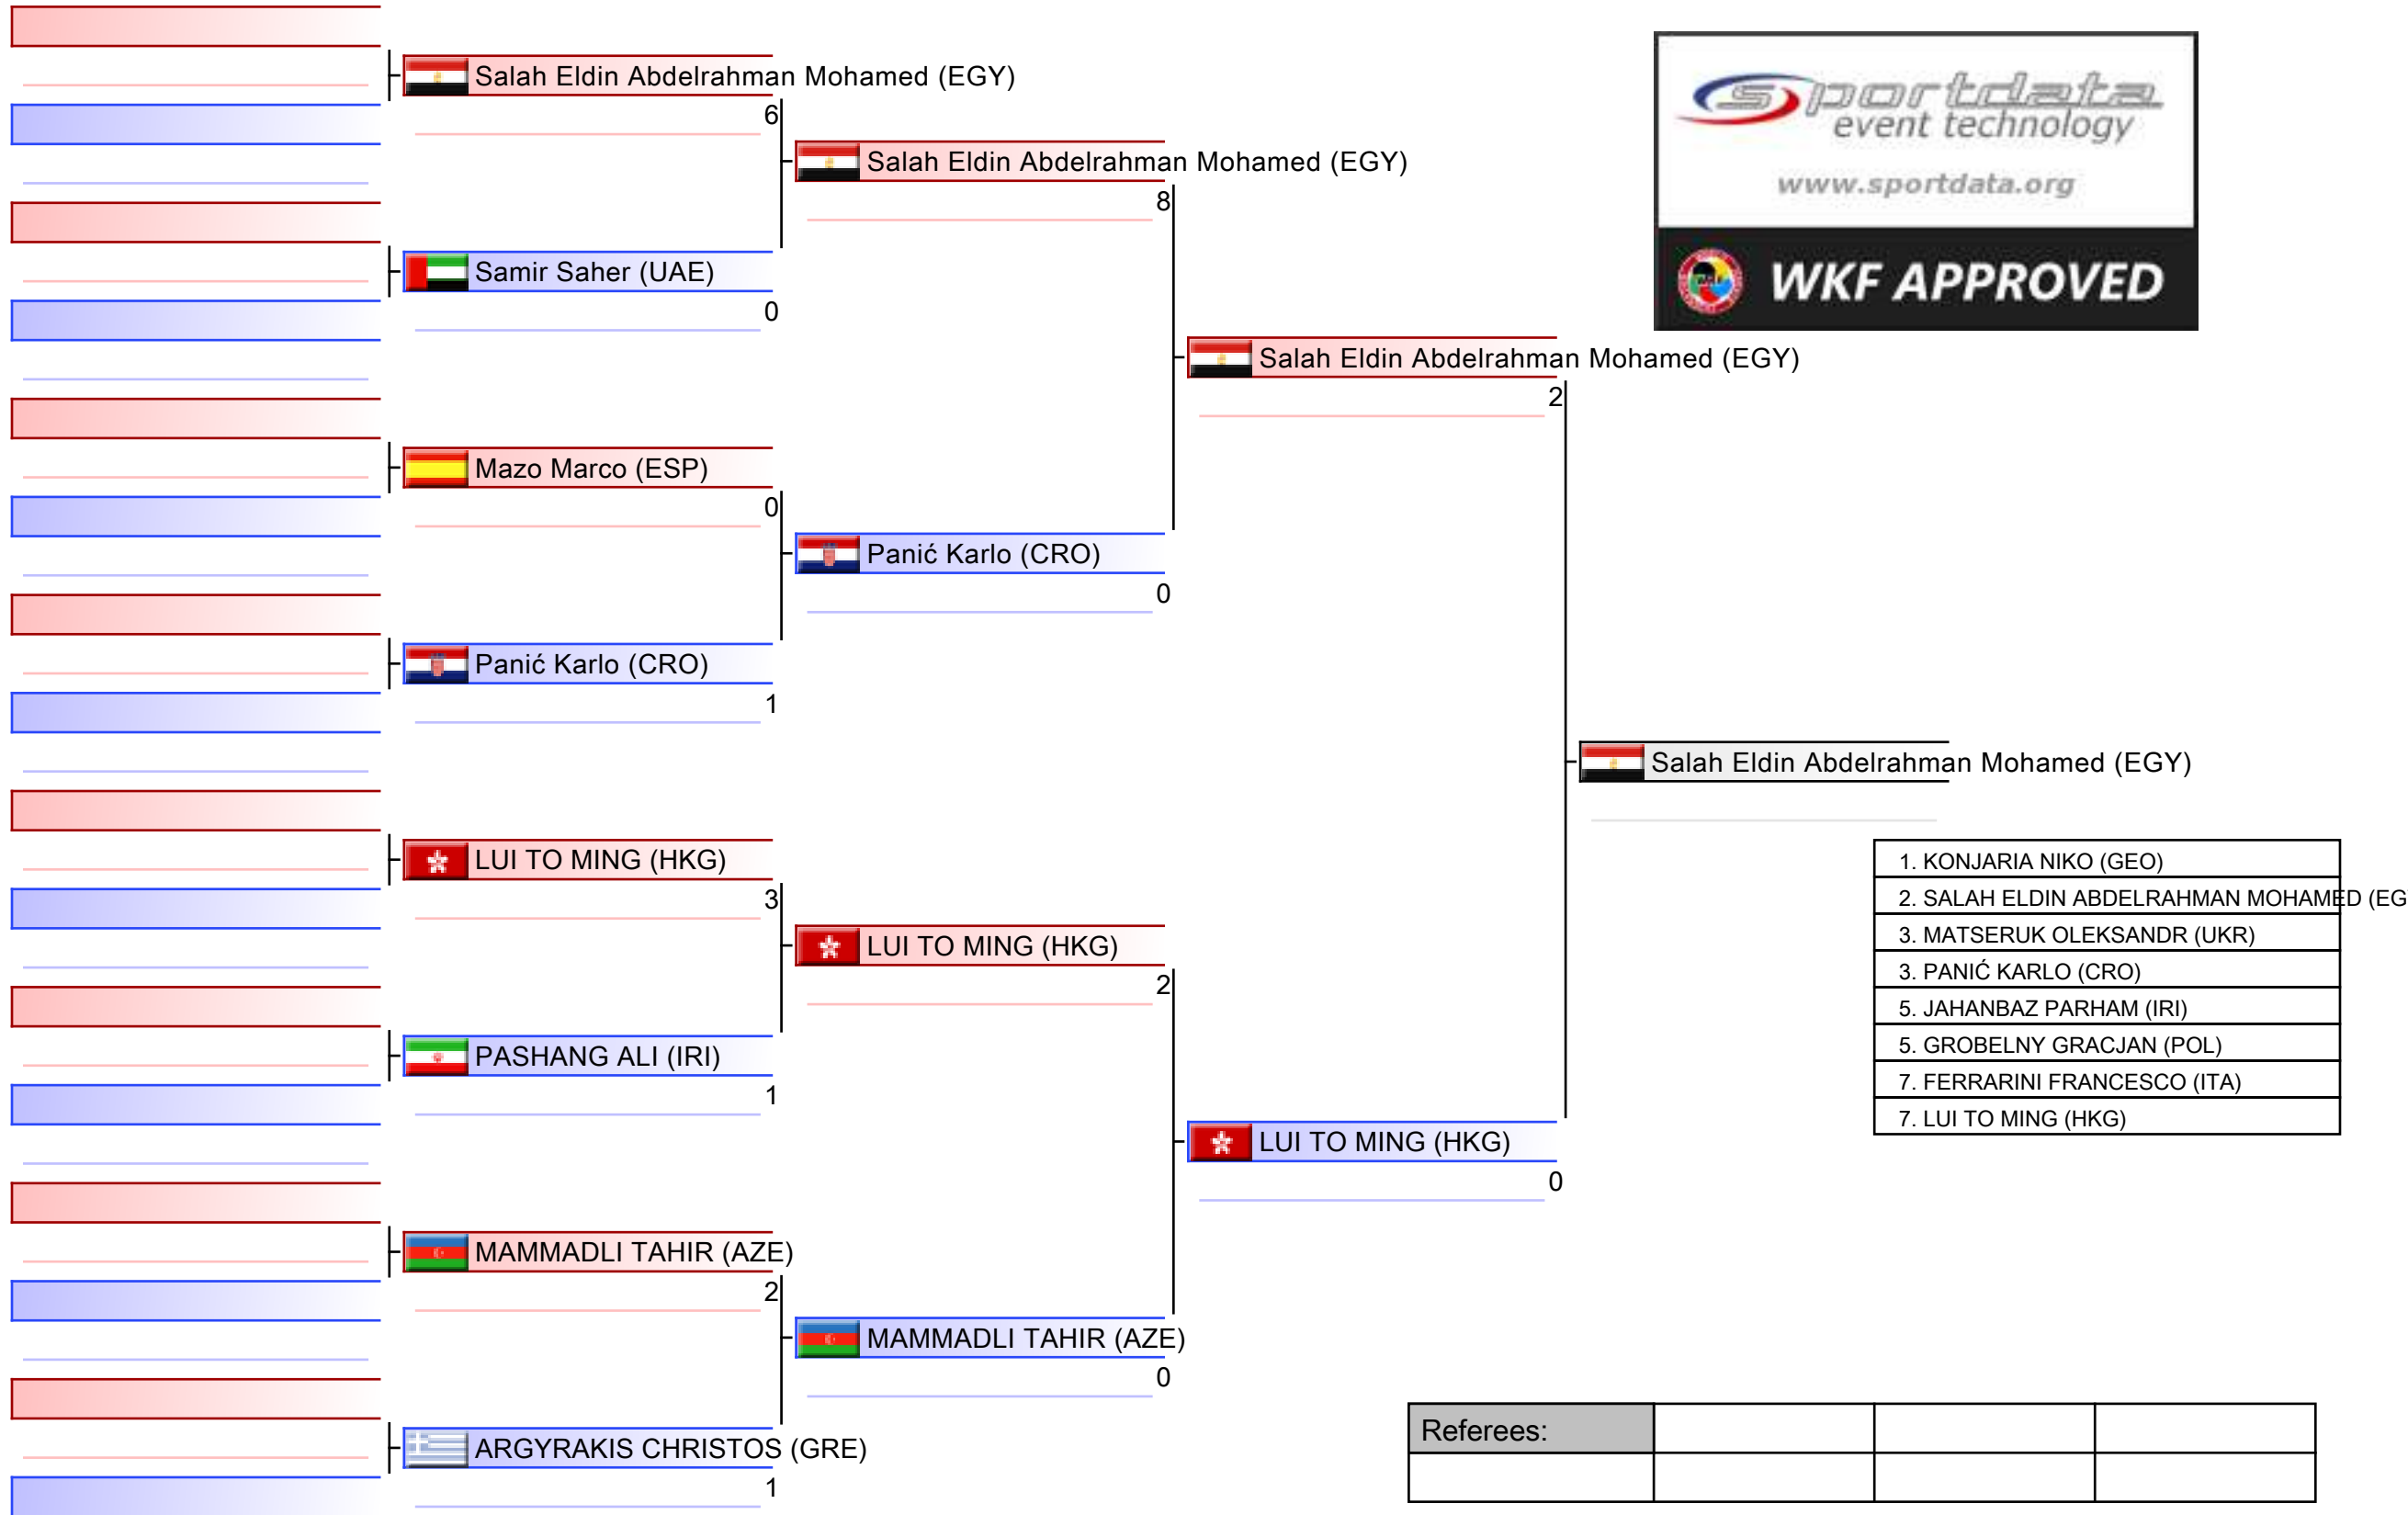 Salah Eldin Abdelrahman Mohamed (EGY)
6
Samir Saher (UAE)
0
Mazo Marco (ESP)
0
Panić Karlo (CRO)
1
LUI TO MING (HKG)
3
PASHANG ALI (IRI)
1
MAMMADLI TAHIR (AZE)
2
ARGYRAKIS CHRISTOS (GRE)
1
Salah Eldin Abdelrahman Mohamed (EGY)
8
Panić Karlo (CRO)
0
LUI TO MING (HKG)
2
MAMMADLI TAHIR (AZE)
0
Salah Eldin Abdelrahman Mohamed (EGY)
2
LUI TO MING (HKG)
0
Salah Eldin Abdelrahman Mohamed (EGY)
sportdata
event technology
www.sportdata.org
WKF APPROVED
1. KONJARIA NIKO (GEO)
2. SALAH ELDIN ABDELRAHMAN MOHAMED (EG
3. MATSERUK OLEKSANDR (UKR)
3. PANIĆ KARLO (CRO)
5. JAHANBAZ PARHAM (IRI)
5. GROBELNY GRACJAN (POL)
7. FERRARINI FRANCESCO (ITA)
7. LUI TO MING (HKG)
Referees: